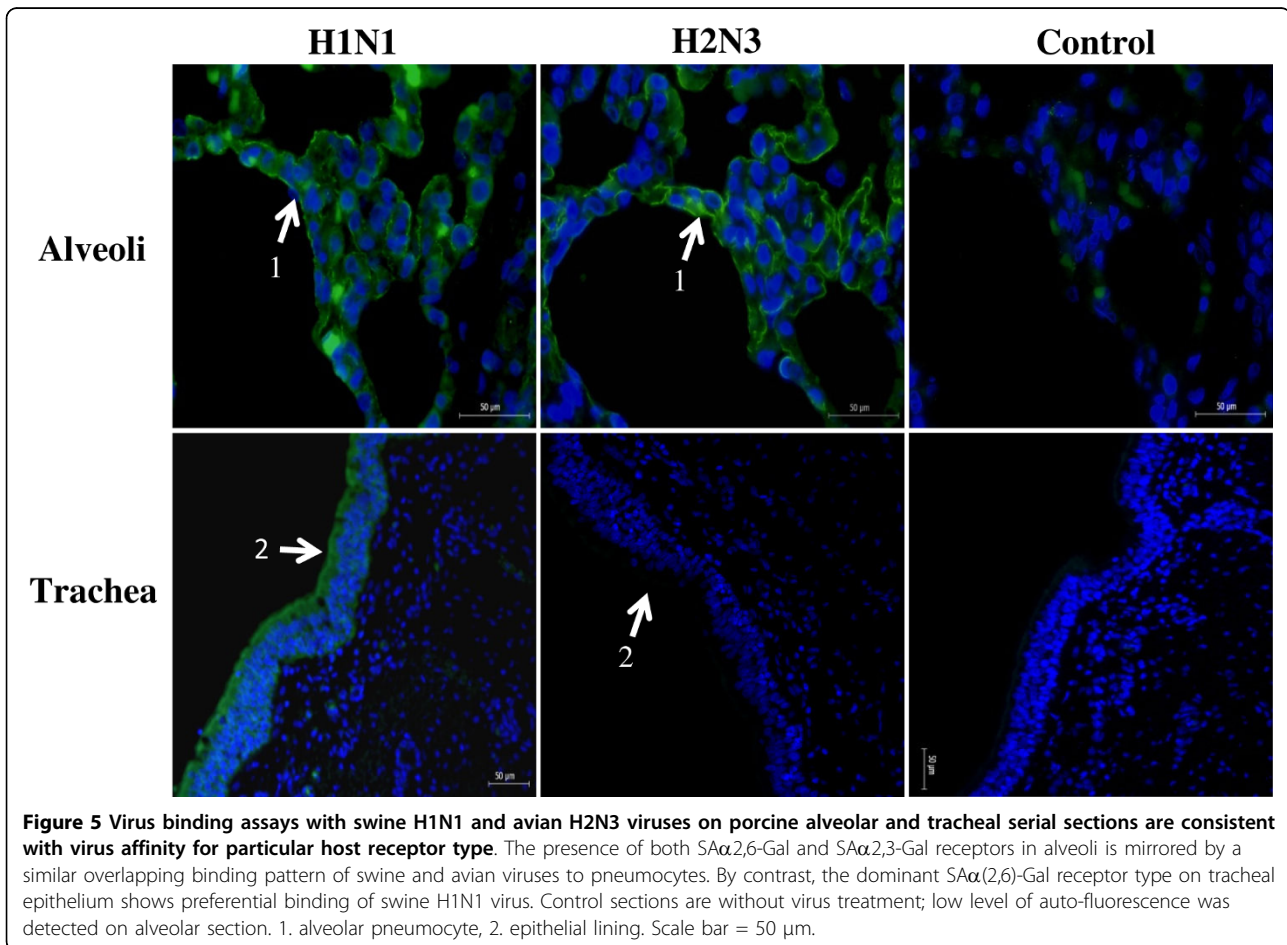 H1N1 H2N3 Control
Alveoli
1
1
50 µm
50 µm
50 µm
Trachea
2
2
50 µm
50 µm
Figure 5 Virus binding assays with swine H1N1 and avian H2N3 viruses on porcine alveolar and tracheal serial sections are consistent
with virus affinity for particular host receptor type. The presence of both SAα2,6-Gal and SAα2,3-Gal receptors in alveoli is mirrored by a
similar overlapping binding pattern of swine and avian viruses to pneumocytes. By contrast, the dominant SAα(2,6)-Gal receptor type on tracheal
epithelium shows preferential binding of swine H1N1 virus. Control sections are without virus treatment; low level of auto-fluorescence was
detected on alveolar section. 1. alveolar pneumocyte, 2. epithelial lining. Scale bar = 50 μm.